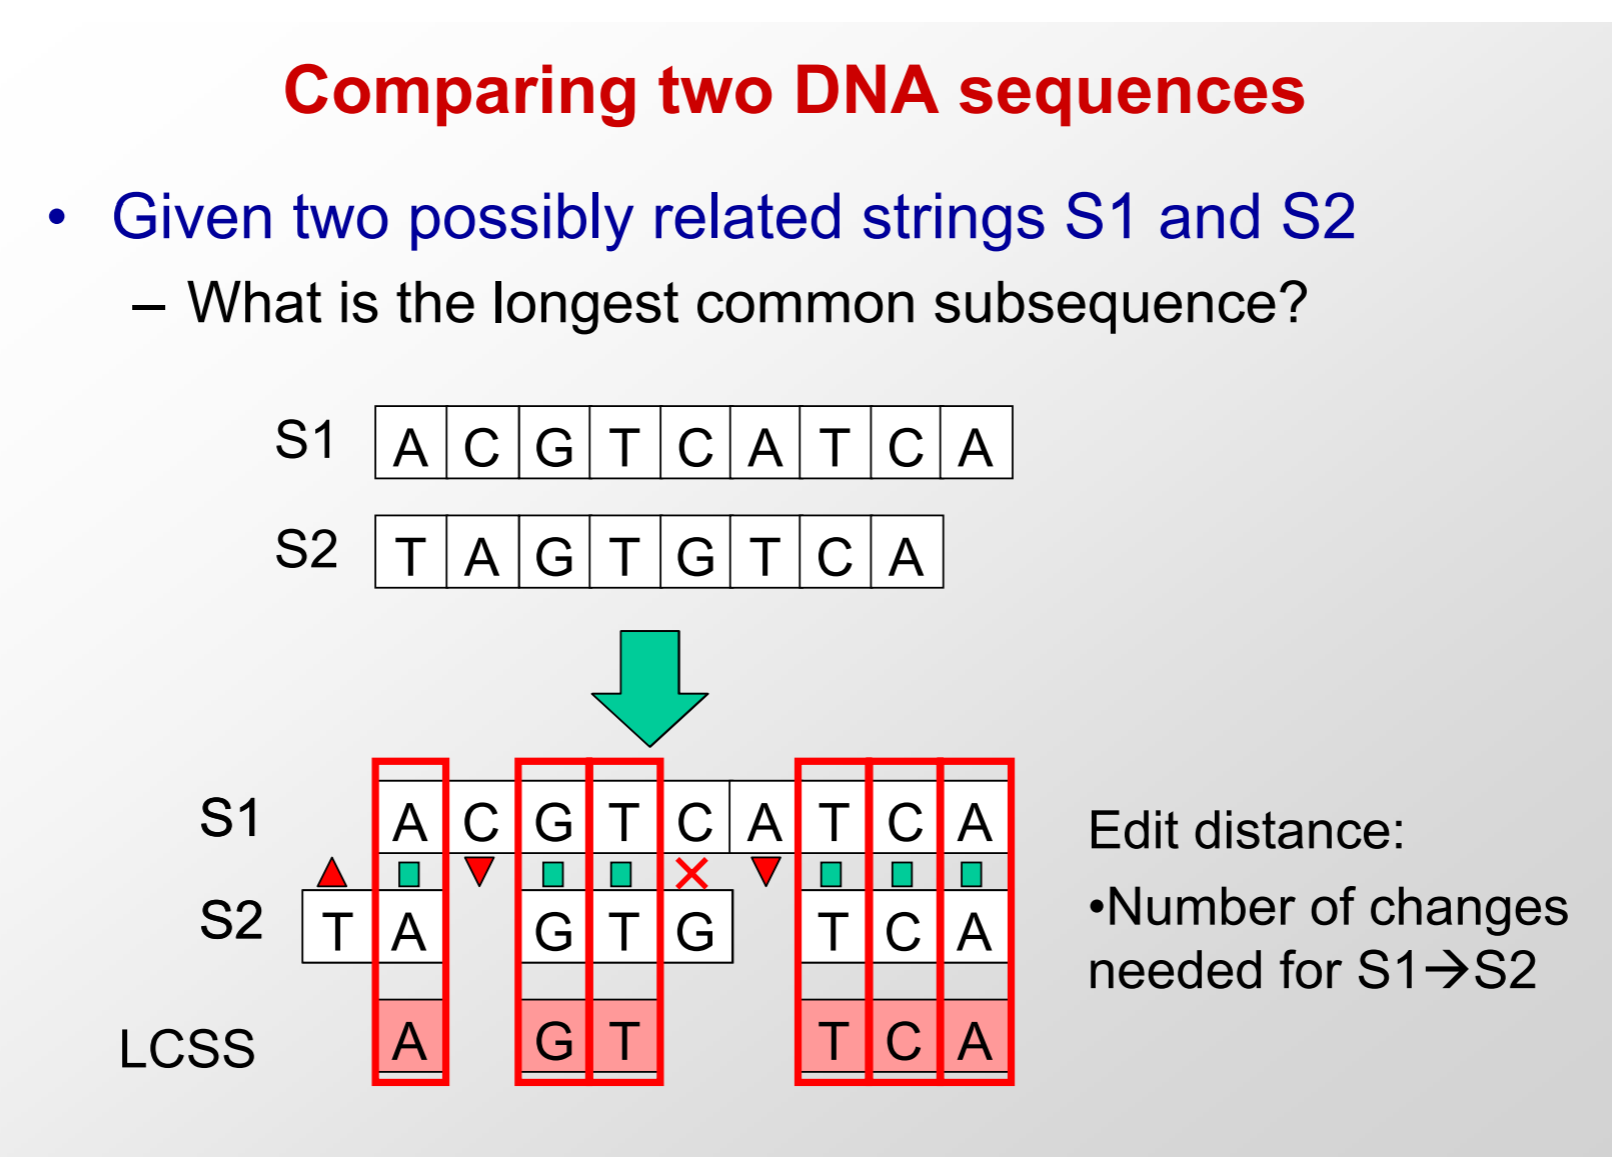 Comparing two DNA sequences
• Given two possibly related strings S1 and S2
– What is the longest common subsequence?
S1 A C G T C A T C A
S2 T A G T G T C A
S1 A C G T C A T C A
S2 T A G T G T C A
LCSS A G T T C A
Edit distance:
•Number of changes
needed for S1→S2